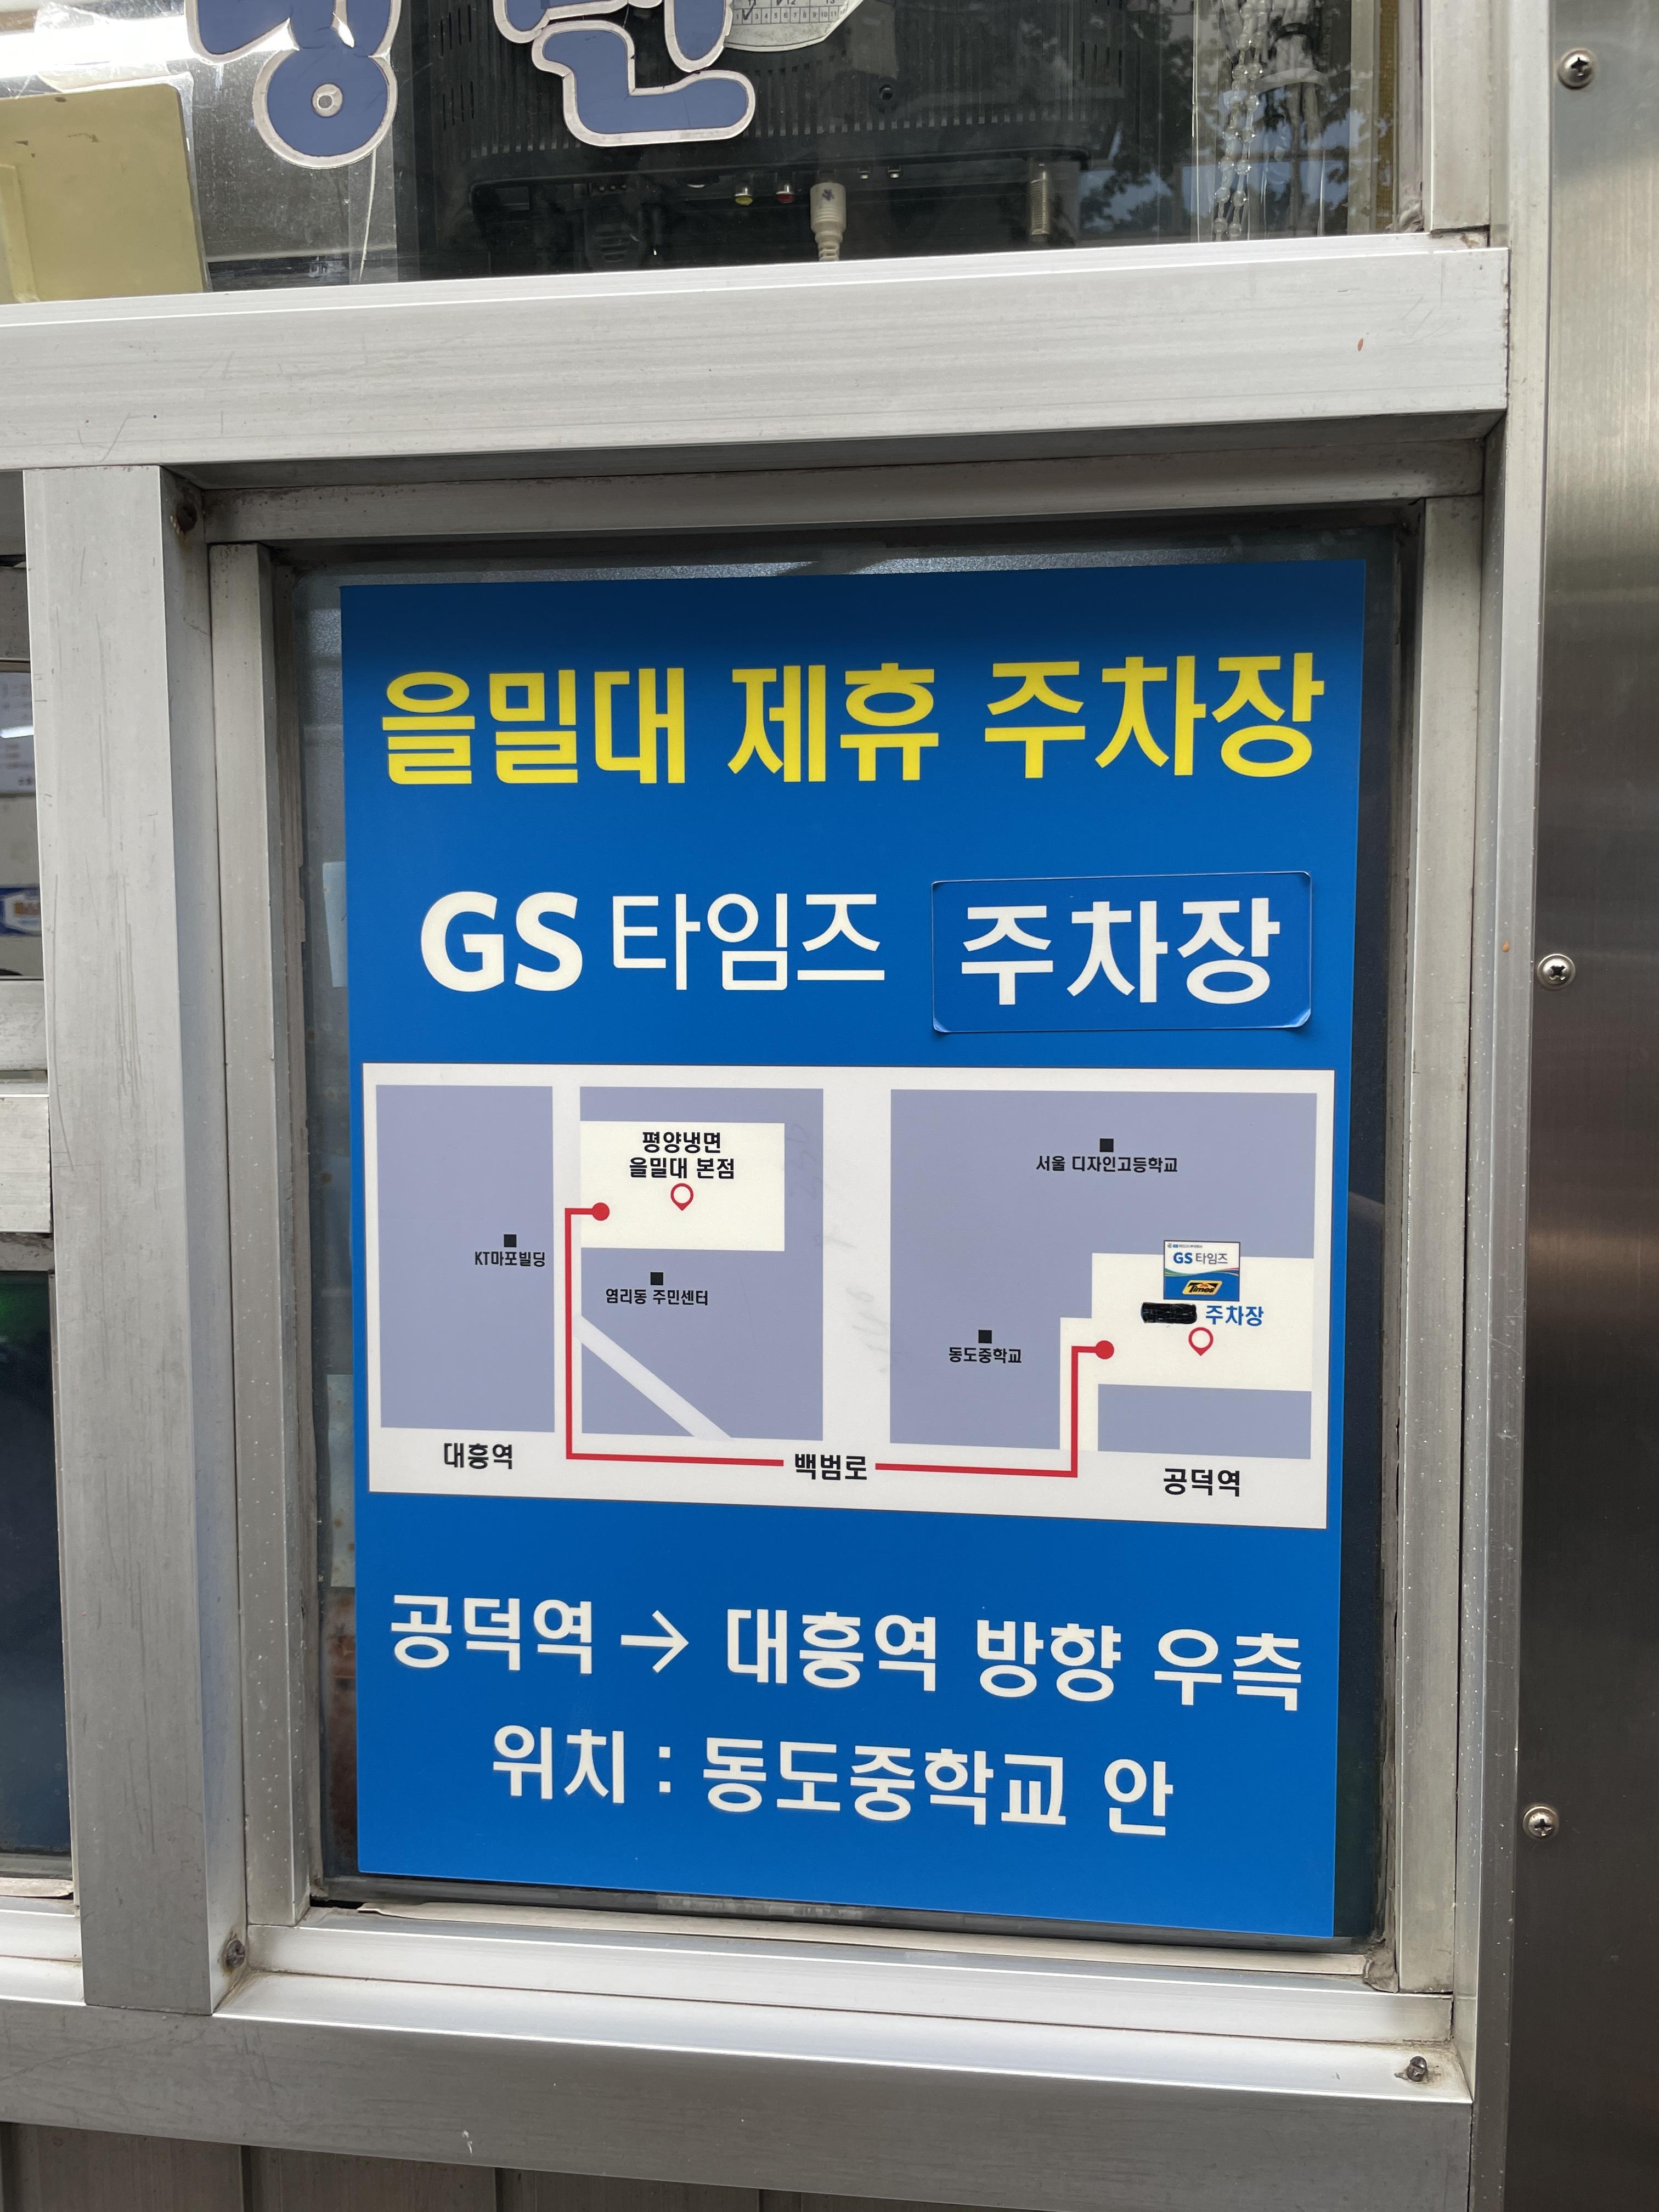 을밀대 제휴 주차장
GS 타임즈 주차장
평양냉면
을밀대 본점
서울 디자인고등학교
KT마포빌딩
염리동 주민센터
GS 타임즈
Times
주차장
동도중학교
대흥역
백범로
공덕역
공덕역 → 대흥역 방향 우측
위치 : 동도중학교 안